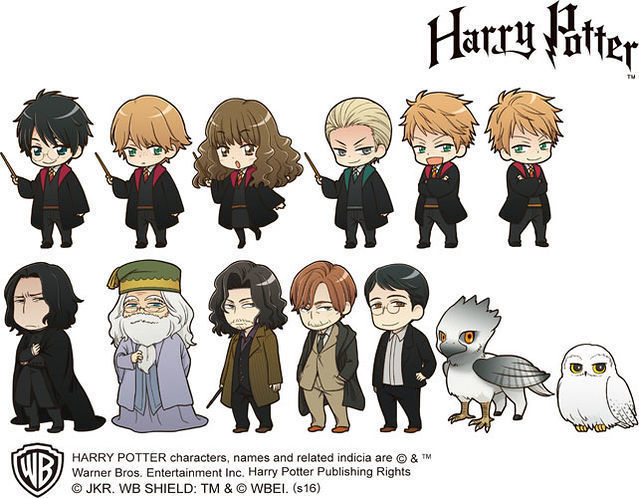 Harry Potter
TM
WB
HARRY POTTER characters, names and related indicia are © & ™
Warner Bros. Entertainment Inc. Harry Potter Publishing Rights
© JKR. WB SHIELD: TM & © WBEI. (s16)